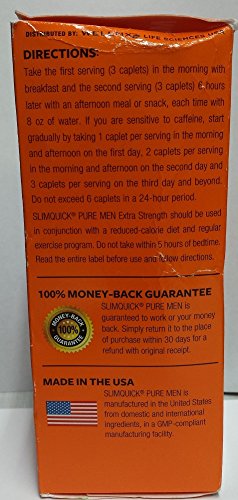 DISTRIBUTED BY: WELLNX LIFE SCIENCES
DIRECTIONS:
Take the first serving (3 caplets) in the morning with
breakfast and the second serving (3 caplets) 6 hours
later with an afternoon meal or snack, each time with
8 oz of water. If you are sensitive to caffeine, start
gradually by taking 1 caplet per serving in the morning
and afternoon on the first day, 2 caplets per serving
in the morning and afternoon on the second day and
3 caplets per serving on the third day and beyond.
Do not exceed 6 caplets in a 24-hour period.
SLIMQUICK® PURE MEN Extra Strength should be used
in conjunction with a reduced-calorie diet and regular
exercise program. Do not take within 5 hours of bedtime.
Read the entire label before use and follow directions.
100% MONEY-BACK GUARANTEE
MONEY-BACK
100%
GUARANTEE
SLIMQUICK® PURE MEN is
guaranteed to work or your money
back. Simply return it to the place
of purchase within 30 days for a
refund with original receipt.
MADE IN THE USA
SLIMQUICK® PURE MEN is
manufactured in the United States
from domestic and international
ingredients, in a GMP-compliant
manufacturing facility.